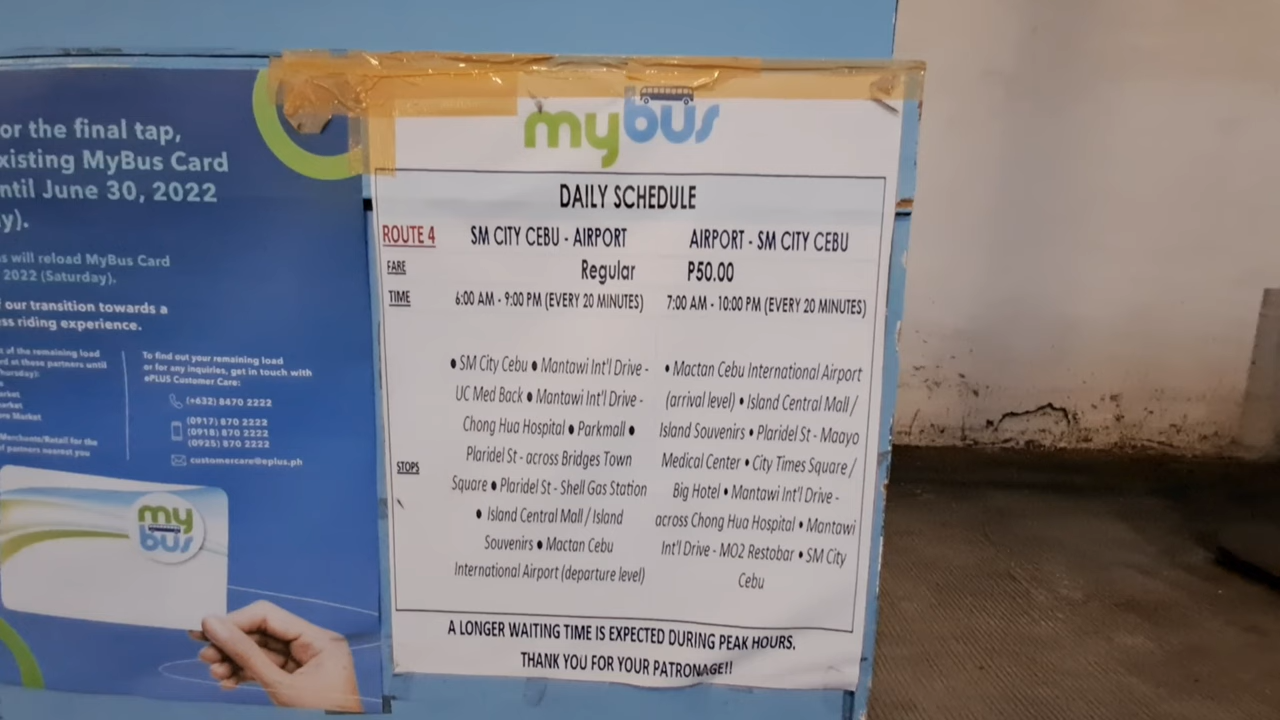 or the final tap,
xisting MyBus Card
ntil June 30, 2022
y).
s will reload MyBus Card
2022 (Saturday).
our transition towards a
ss riding experience.
t of the remaining load
d at these partners until
hursday):
arket
arket
re Market
Merchants/Retail for the
f partners nearest you
To find out your remaining load
or for any inquiries, get in touch with
ePLUS Customer Care:
(+632) 8470 2222
(0917) 870 2222
(0918) 870 2222
(0925) 870 2222
customercare@eplus.ph
my
bus
mybus
DAILY SCHEDULE
ROUTE 4 SM CITY CEBU - AIRPORT AIRPORT - SM CITY CEBU
FARE Regular P50.00
TIME 6:00 AM - 9:00 PM (EVERY 20 MINUTES) 7:00 AM - 10:00 PM (EVERY 20 MINUTES)
STOPS
• SM City Cebu • Mantawi Int'l Drive -
UC Med Back • Mantawi Int'l Drive -
Chong Hua Hospital • Parkmall •
Plaridel St - across Bridges Town
Square • Plaridel St - Shell Gas Station
• Island Central Mall / Island
Souvenirs • Mactan Cebu
International Airport (departure level)
• Mactan Cebu International Airport
(arrival level) • Island Central Mall /
Island Souvenirs • Plaridel St - Maayo
Medical Center • City Times Square /
Big Hotel • Mantawi Int'l Drive -
across Chong Hua Hospital • Mantawi
Int'l Drive - MO2 Restobar • SM City
Cebu
A LONGER WAITING TIME IS EXPECTED DURING PEAK HOURS.
THANK YOU FOR YOUR PATRONAGE!!